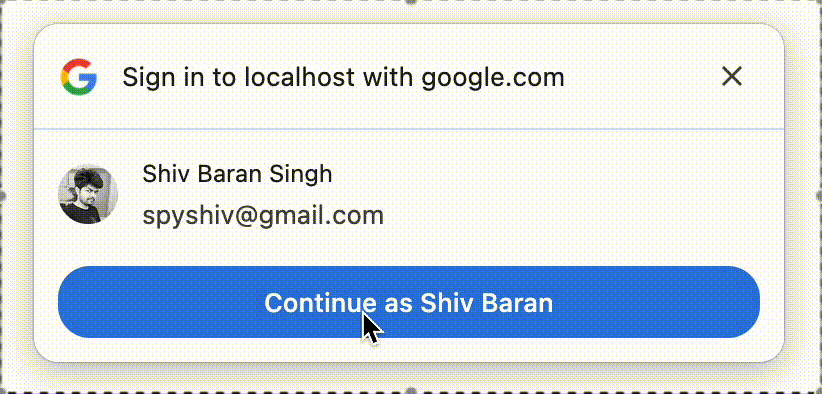 Sign in to localhost with google.com
Shiv Baran Singh
spyshiv@gmail.com
Continue as Shiv Baran